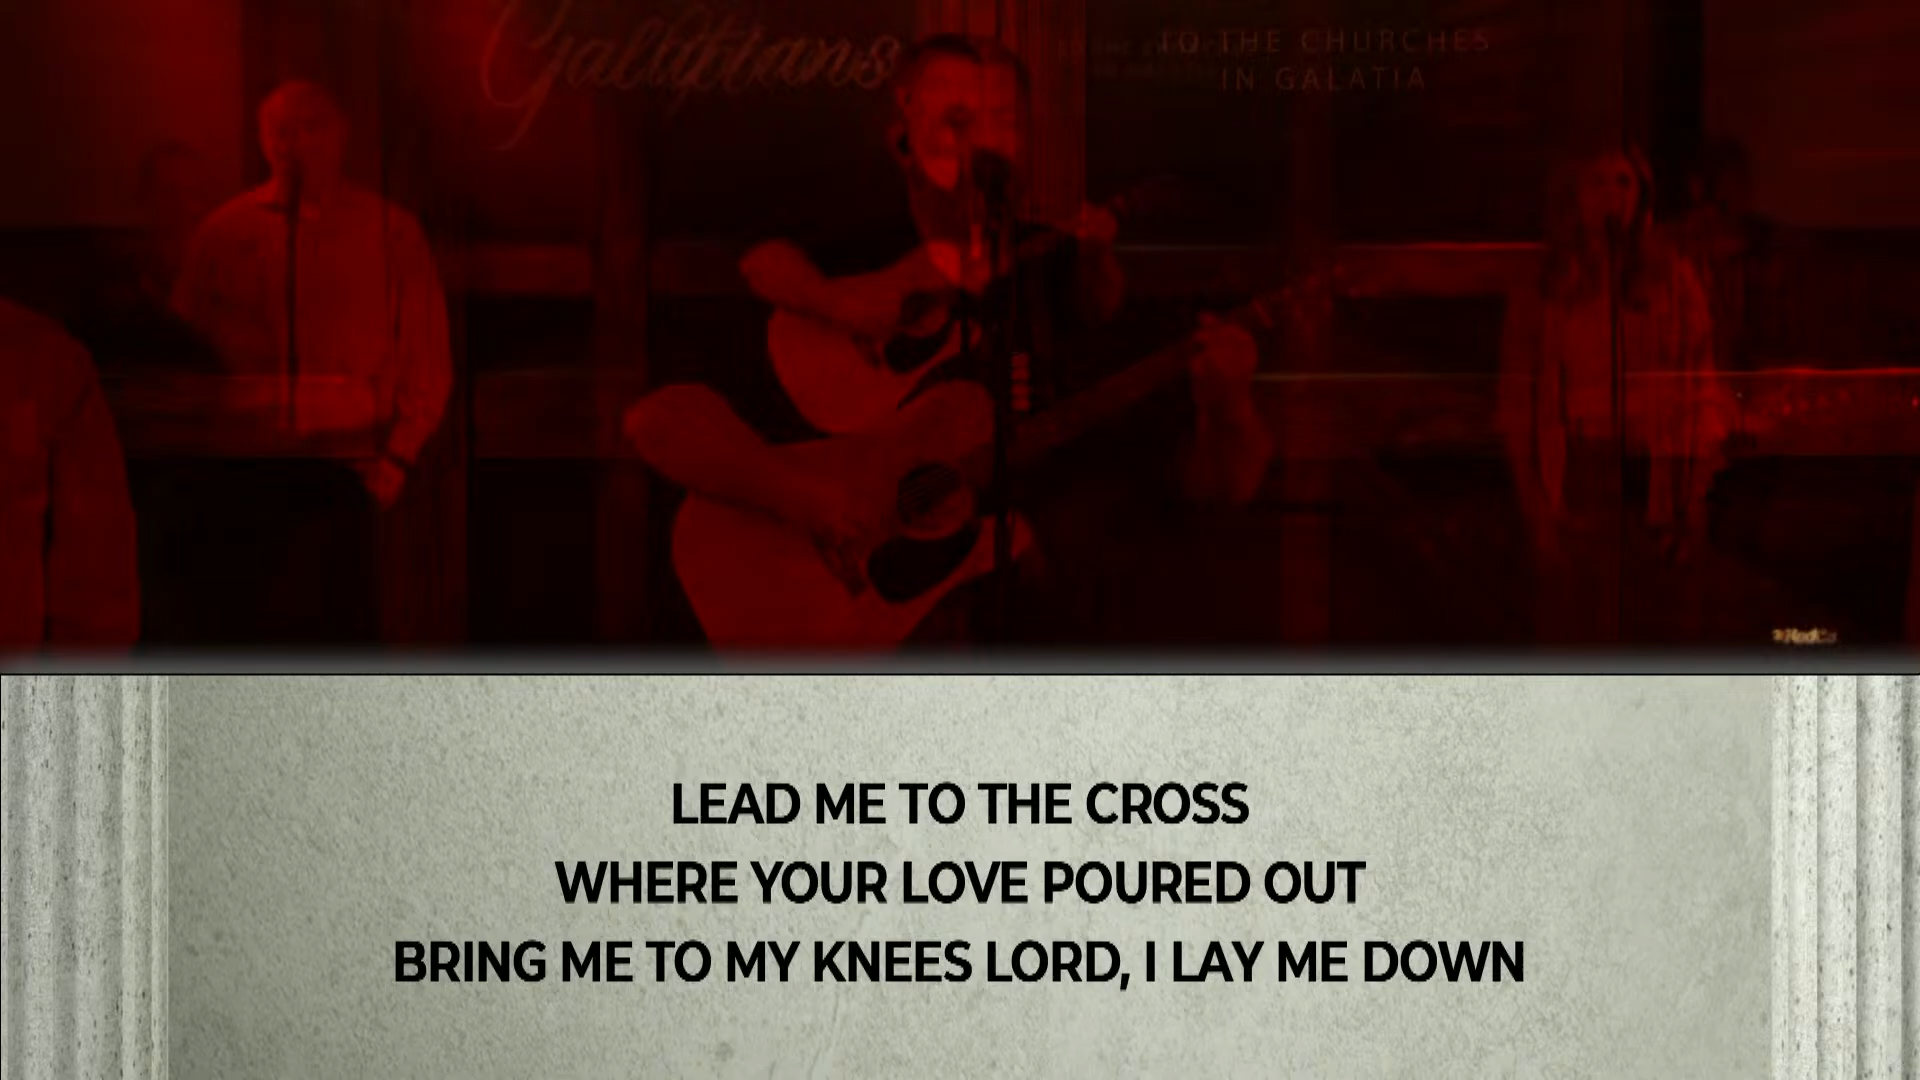 Galatians
TO THE CHURCHES
IN GALATIA
LEAD ME TO THE CROSS
WHERE YOUR LOVE POURED OUT
BRING ME TO MY KNEES LORD, I LAY ME DOWN